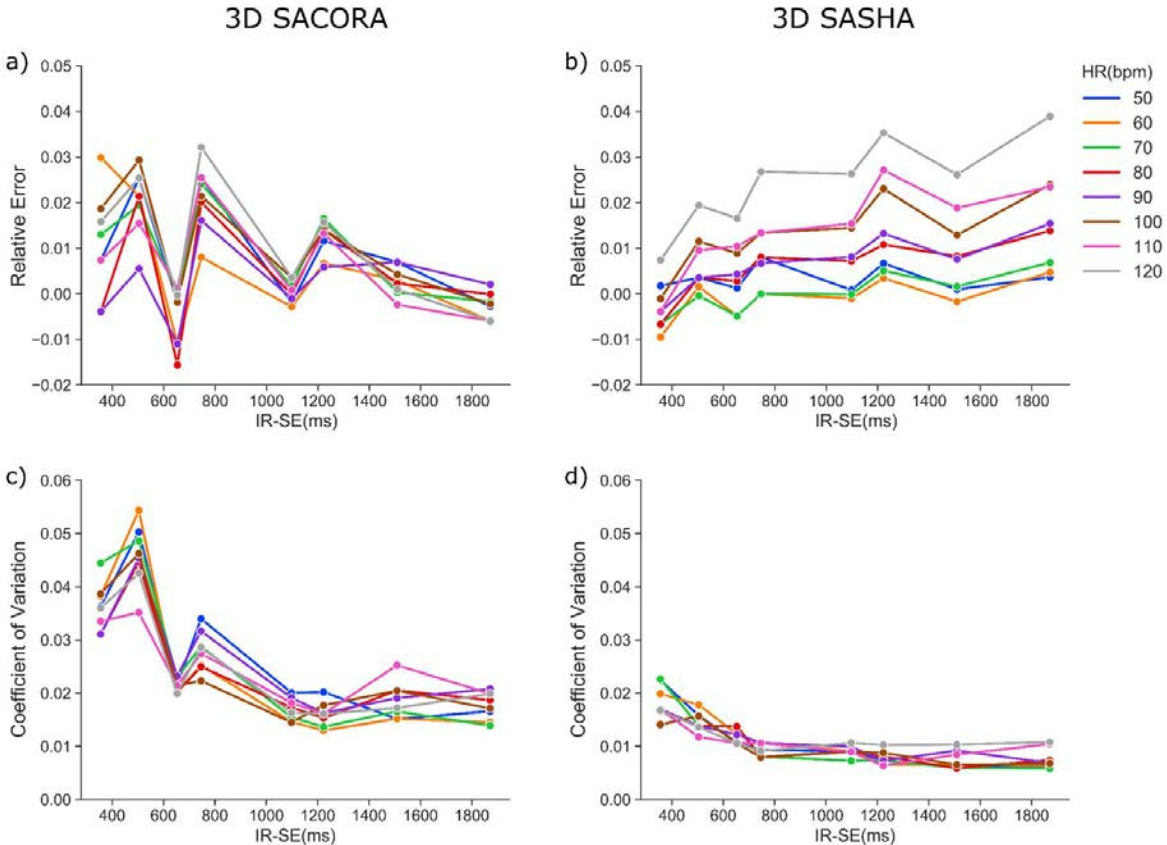 3D SACORA
3D SASHA
a)
0.05
0.04
0.03
0.02
0.01
0.00
−0.01
−0.02
Relative Error
400 600 800 1000 1200 1400 1600 1800
IR-SE(ms)
b)
0.05
0.04
0.03
0.02
0.01
0.00
−0.01
−0.02
Relative Error
400 600 800 1000 1200 1400 1600 1800
IR-SE(ms)
HR(bpm)
50
60
70
80
90
100
110
120
c)
0.06
0.05
0.04
0.03
0.02
0.01
0.00
Coefficient of Variation
400 600 800 1000 1200 1400 1600 1800
IR-SE(ms)
d)
0.06
0.05
0.04
0.03
0.02
0.01
0.00
Coefficient of Variation
400 600 800 1000 1200 1400 1600 1800
IR-SE(ms)